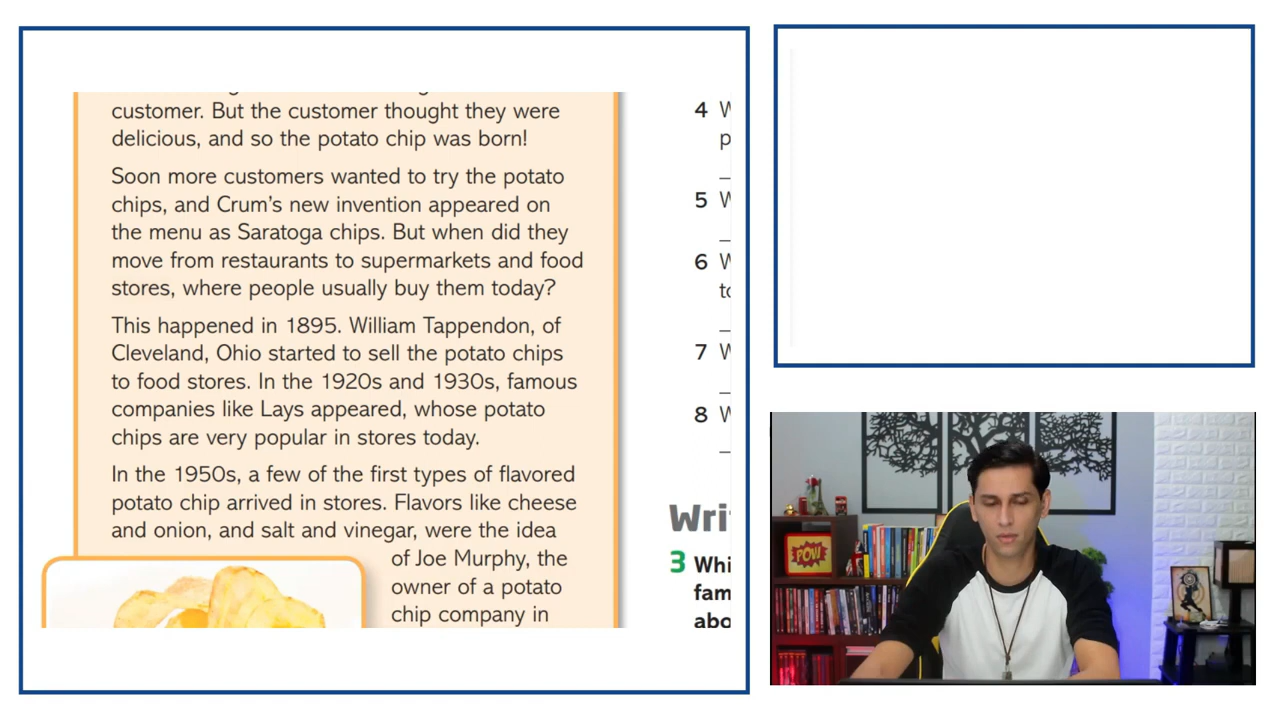 customer. But the customer thought they were
delicious, and so the potato chip was born!
Soon more customers wanted to try the potato
chips, and Crum's new invention appeared on
the menu as Saratoga chips. But when did they
move from restaurants to supermarkets and food
stores, where people usually buy them today?
This happened in 1895. William Tappendon, of
Cleveland, Ohio started to sell the potato chips
to food stores. In the 1920s and 1930s, famous
companies like Lays appeared, whose potato
chips are very popular in stores today.
In the 1950s, a few of the first types of flavored
potato chip arrived in stores. Flavors like cheese
and onion, and salt and vinegar, were the idea
of Joe Murphy, the
owner of a potato
chip company in
4
5
6
7
8
Wri
3 Whi
fam
abo
POW!